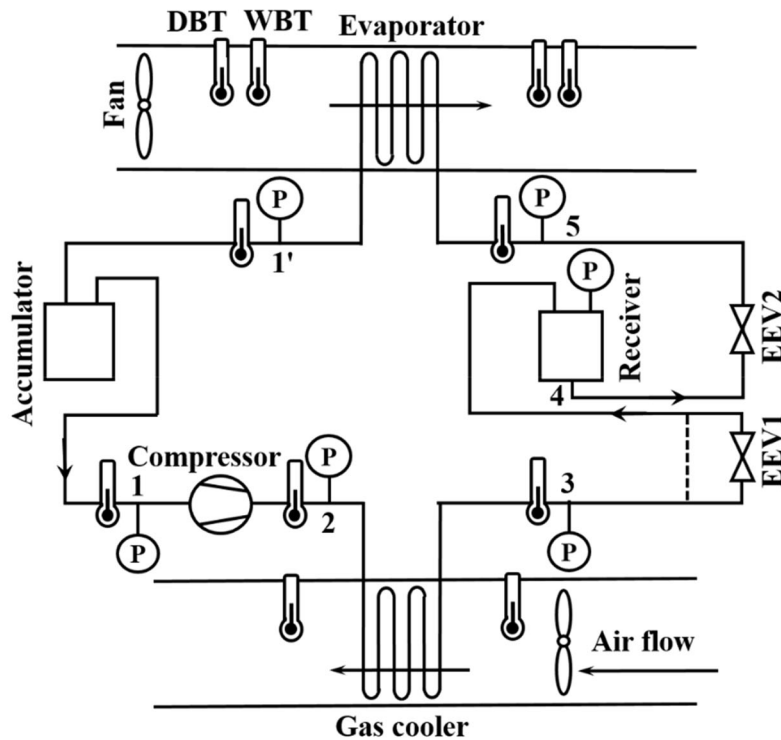 DBT WBT Evaporator
Fan
P
P
1'
5
P
Accumulator
Receiver
EEV2
4
Compressor
P
EEV1
1
2
3
P
P
Air flow
Gas cooler